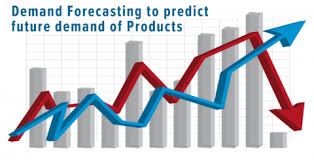 Demand Forecasting to predict
future demand of Products